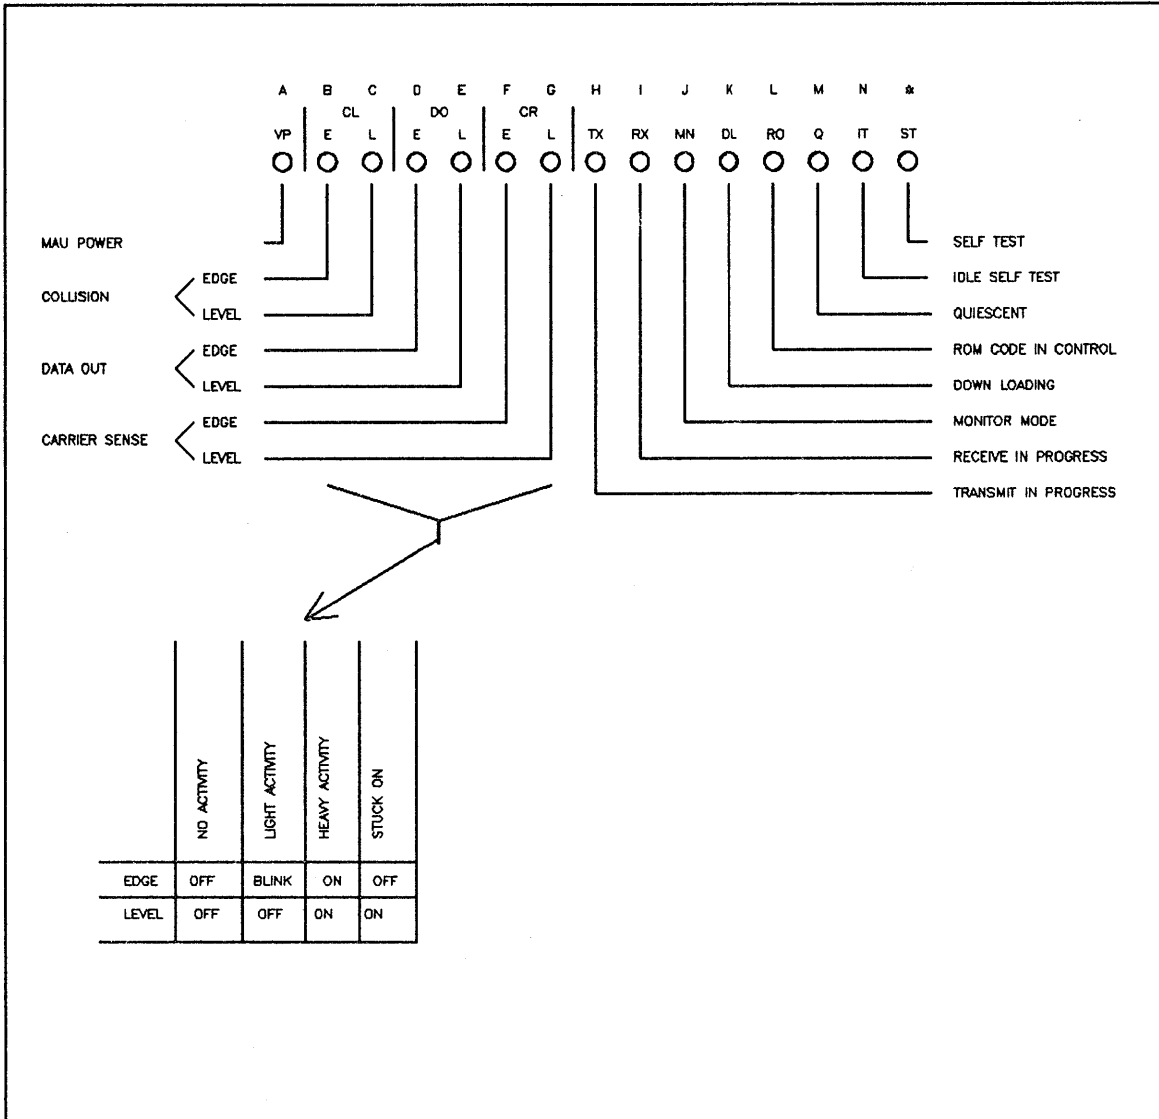 A B C D E F G H I J K L M N &
CL DO CR
VP E L E L E L TX RX MN DL RO Q IT ST
MAU POWER
SELF TEST
EDGE
IDLE SELF TEST
COLLISION
LEVEL
QUIESCENT
EDGE
ROM CODE IN CONTROL
DATA OUT
LEVEL
DOWN LOADING
EDGE
MONITOR MODE
CARRIER SENSE
LEVEL
RECEIVE IN PROGRESS
TRANSMIT IN PROGRESS
NO ACTIVITY
LIGHT ACTIVITY
HEAVY ACTIVITY
STUCK ON
EDGE OFF BLINK ON OFF
LEVEL OFF OFF ON ON